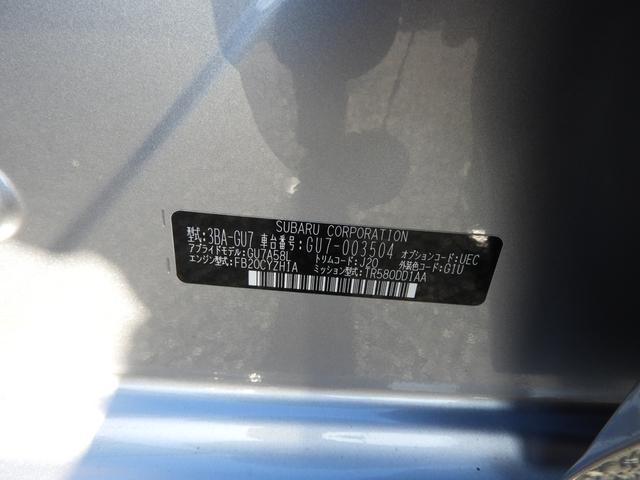 SUBARU CORPORATION
型式:3BA-GU7 車台番号:GU7-003504 オプションコード:UEC
アプライドモデル:GU7A58L トリムコード:J20 外装色コード:G1U
エンジン型式:FB20CYZH1A ミッション型式:TR580DD1AA